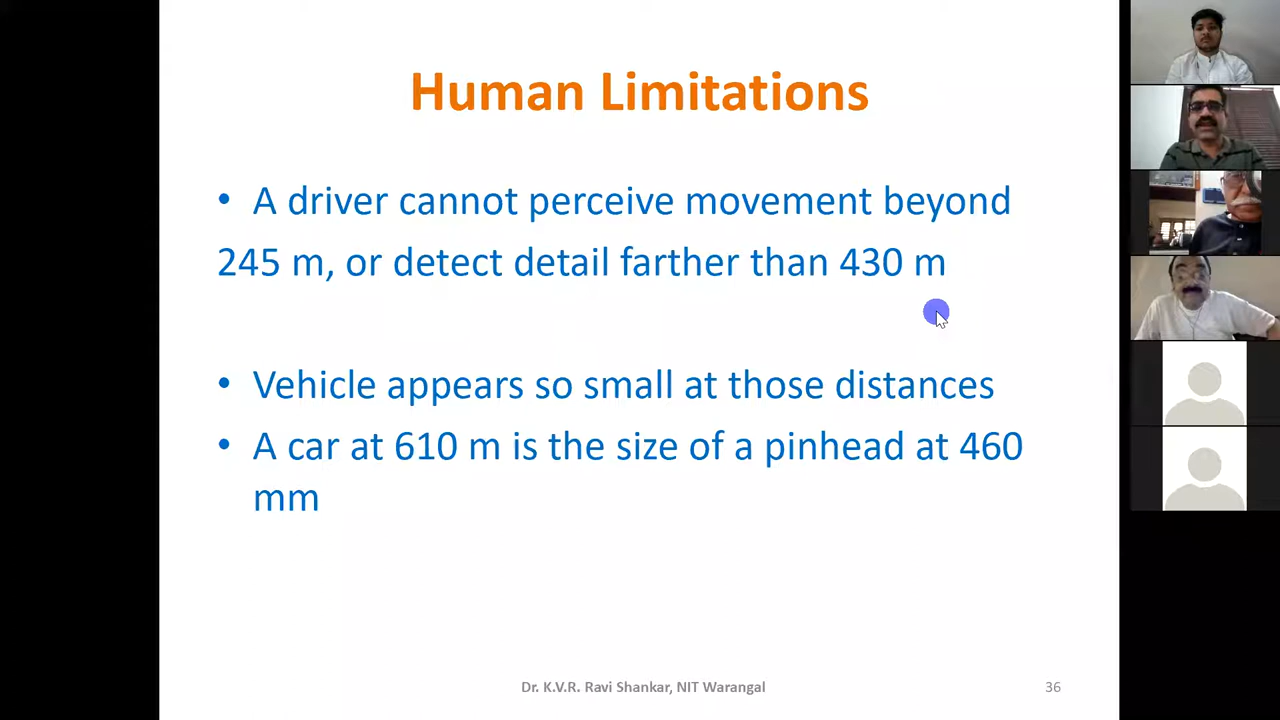 Human Limitations
• A driver cannot perceive movement beyond
245 m, or detect detail farther than 430 m
• Vehicle appears so small at those distances
• A car at 610 m is the size of a pinhead at 460
mm
Dr. K.V.R. Ravi Shankar, NIT Warangal
36